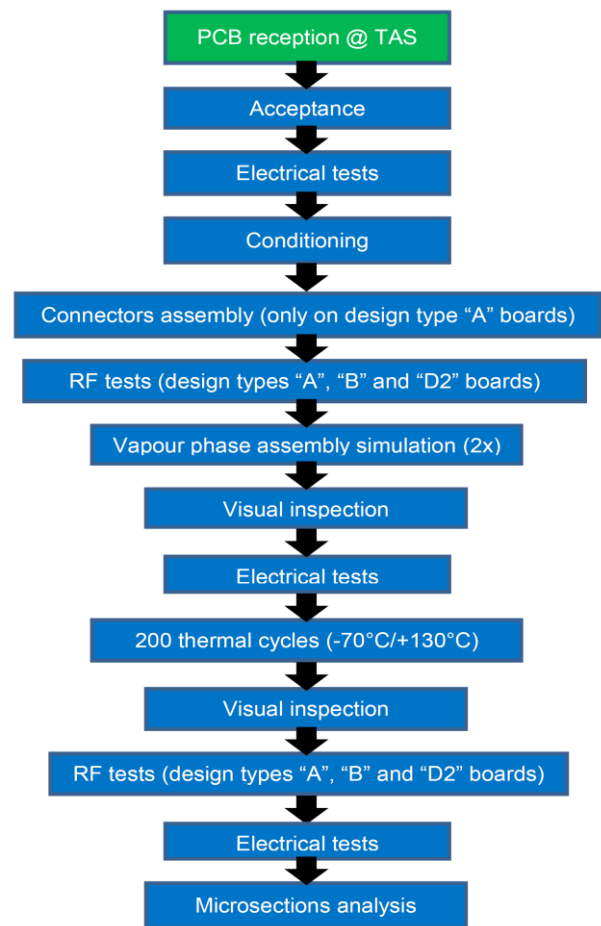 PCB reception @ TAS
Acceptance
Electrical tests
Conditioning
Connectors assembly (only on design type “A” boards)
RF tests (design types “A”, “B” and “D2” boards)
Vapour phase assembly simulation (2x)
Visual inspection
Electrical tests
200 thermal cycles (-70°C/+130°C)
Visual inspection
RF tests (design types “A”, “B” and “D2” boards)
Electrical tests
Microsections analysis